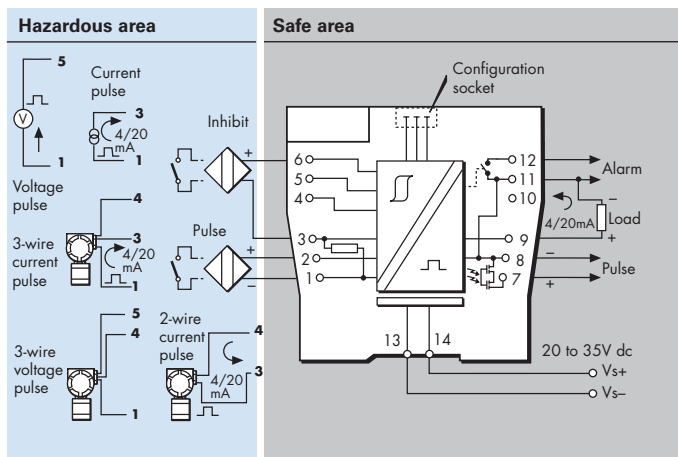 Hazardous area
Safe area
5
V
1
Voltage
pulse
Current
pulse
3
4/20
mA
1
Inhibit
+
4
3-wire
current
pulse
3
4/20
mA
1
Pulse
+
−
5
4
3-wire
voltage
pulse
1
2-wire
current
pulse
4
4/20
mA
3
Configuration
socket
6
5
4
3
2
1
12
11
10
9
8
7
13
14
Alarm
−
4/20mA
Load
+
−
Pulse
+
20 to 35V dc
Vs+
Vs−